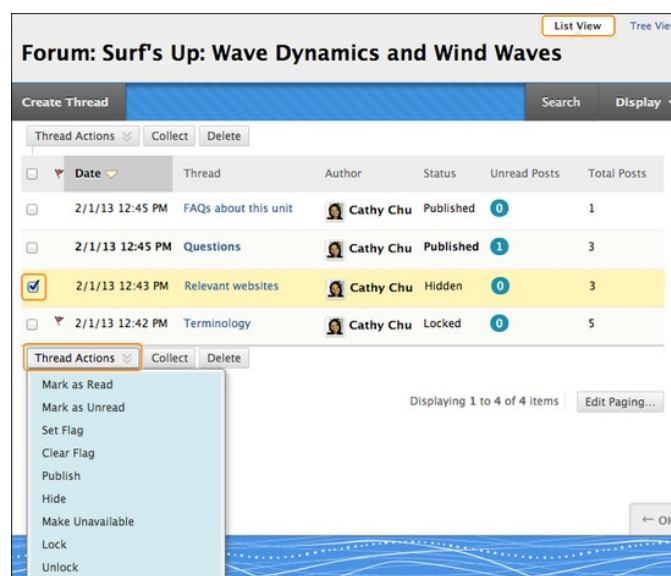 List View Tree Vie
Forum: Surf's Up: Wave Dynamics and Wind Waves
Create Thread Search Display
Thread Actions Collect Delete
Date Thread Author Status Unread Posts Total Posts
2/1/13 12:45 PM FAQs about this unit Cathy Chu Published 0 1
2/1/13 12:45 PM Questions Cathy Chu Published 1 3
2/1/13 12:43 PM Relevant websites Cathy Chu Hidden 0 3
2/1/13 12:42 PM Terminology Cathy Chu Locked 0 5
Thread Actions Collect Delete
Mark as Read
Mark as Unread
Displaying 1 to 4 of 4 items Edit Paging...
Set Flag
Clear Flag
Publish
Hide
Make Unavailable
← OK
Lock
Unlock